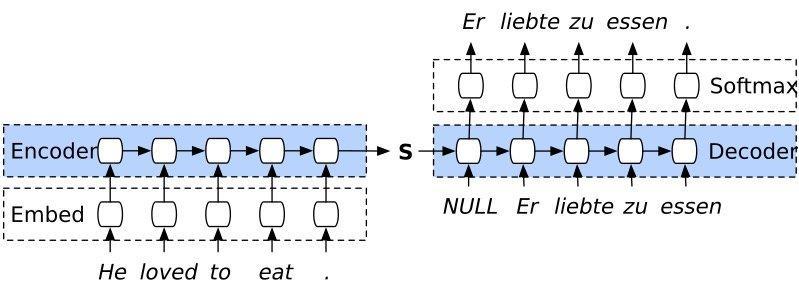 Er liebte zu essen .
Softmax
Encoder
S
Decoder
NULL Er liebte zu essen
Embed
He loved to eat .